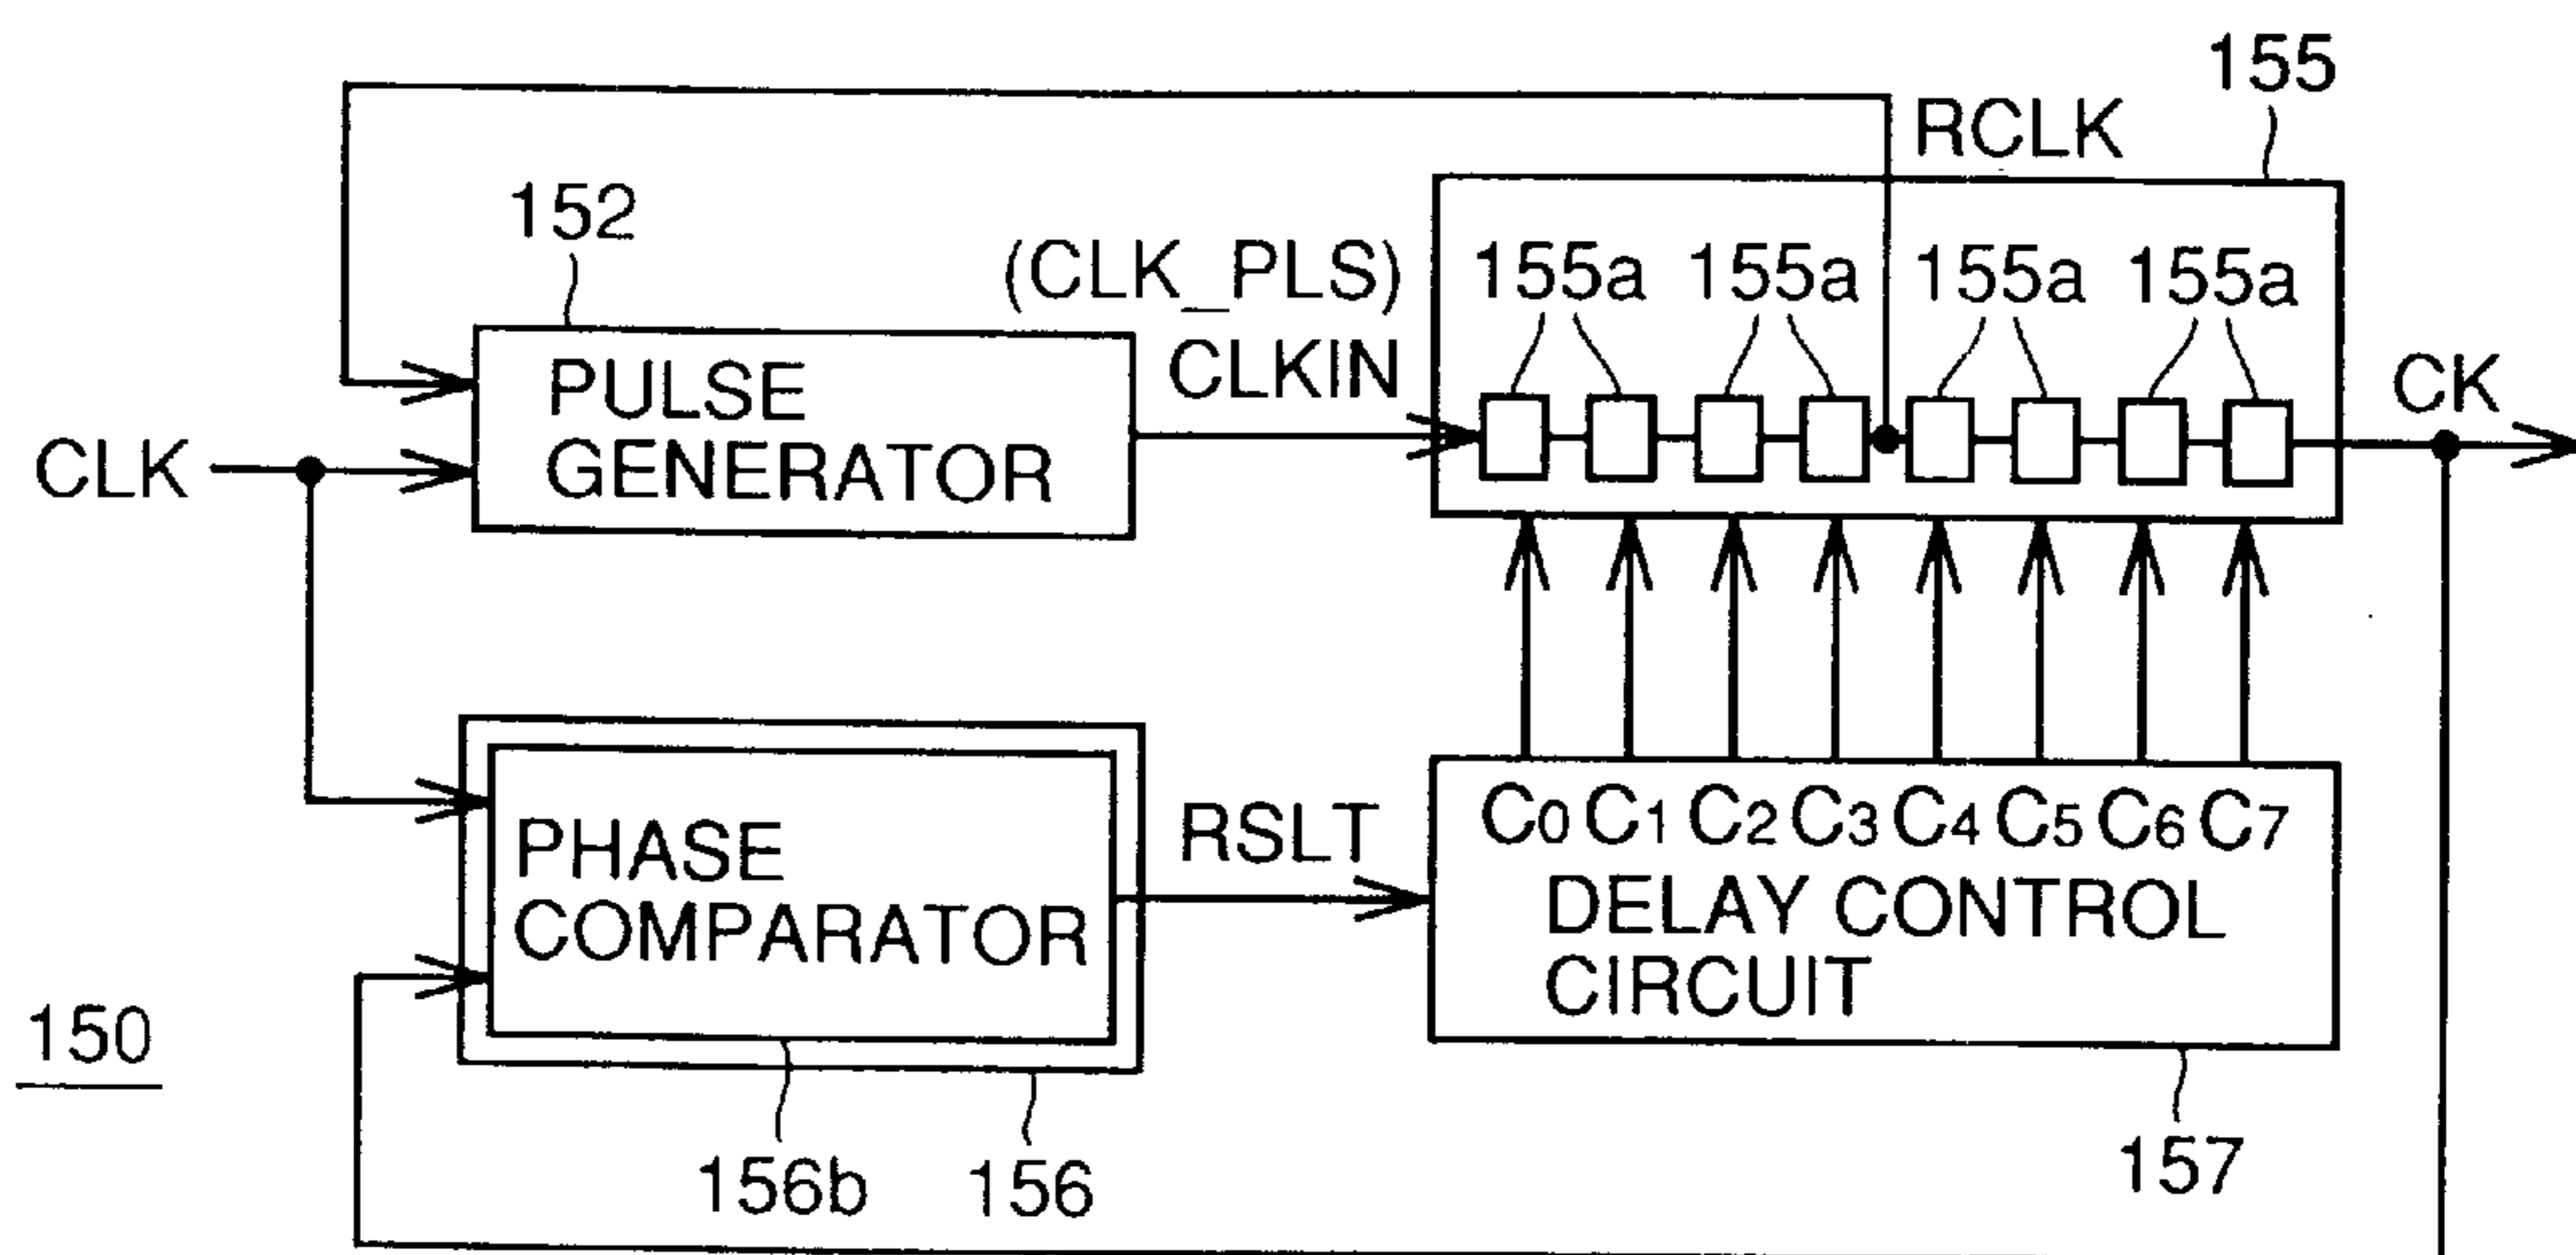 155
RCLK
152
(CLK_PLS)
155a 155a 155a 155a
CLKIN
PULSE
GENERATOR
CK
CLK
C0 C1 C2 C3 C4 C5 C6 C7
RSLT
PHASE
COMPARATOR
DELAY CONTROL
CIRCUIT
150
156b
156
157